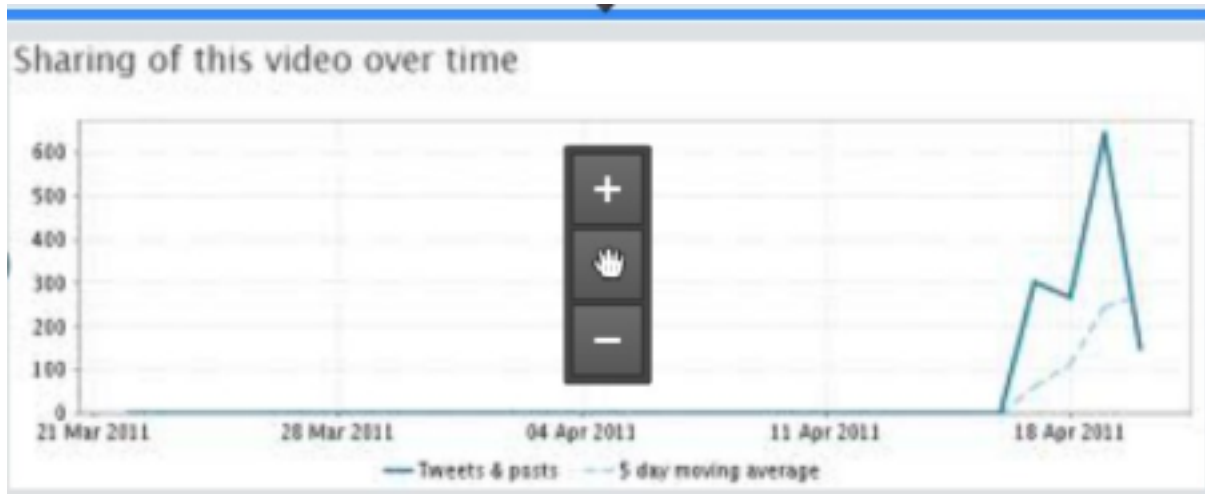 Sharing of this video over time
600
500
400
300
200
100
0
21 Mar 2011 28 Mar 2011 04 Apr 2011 11 Apr 2011 18 Apr 2011
Tweets & posts 5 day moving average